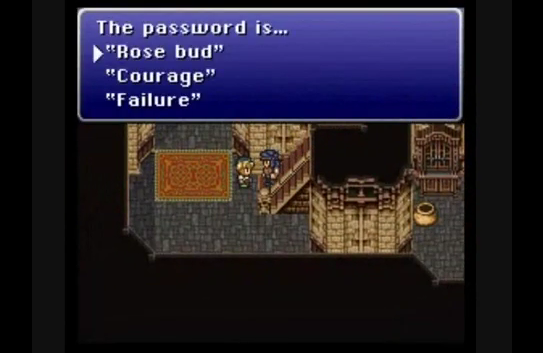 The password is…
“Rose bud”
“Courage”
“Failure”